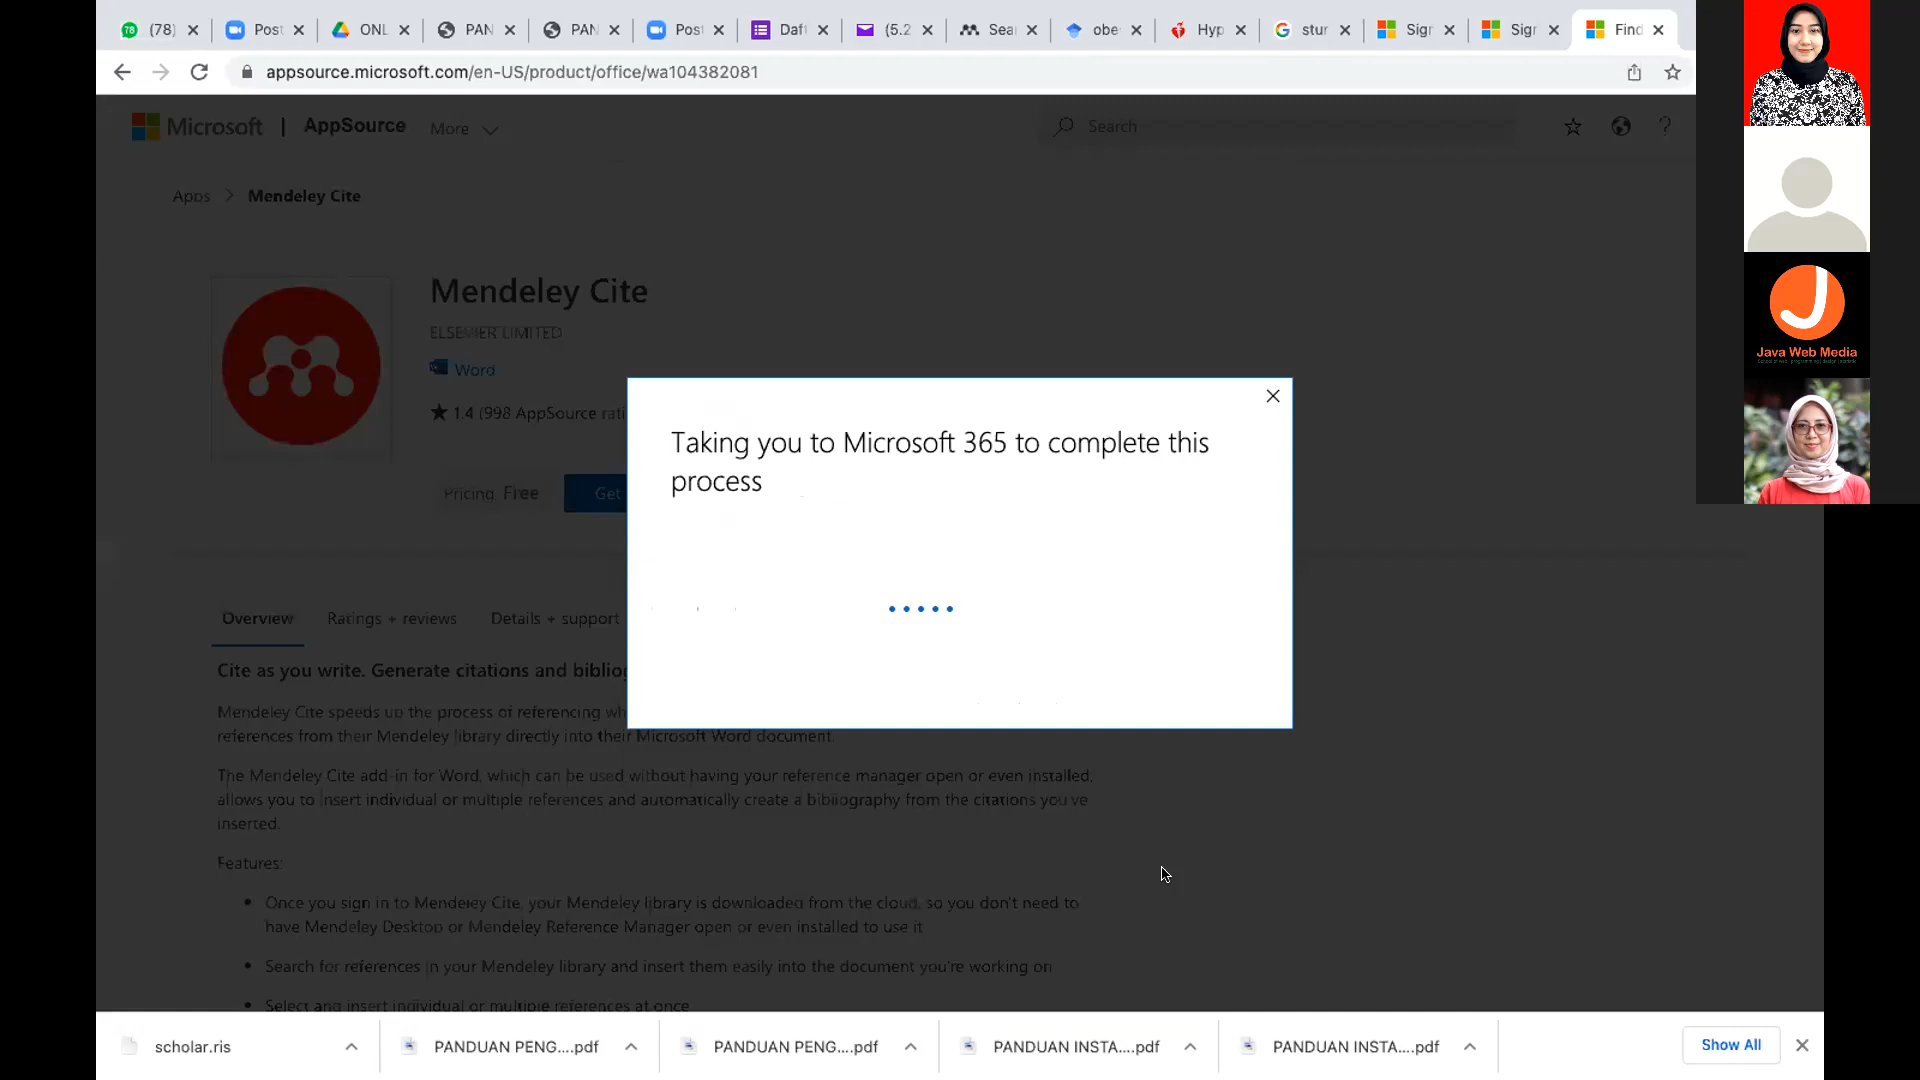 (78)
Post
ONL
PAN
PAN
Post
Daft
(5.2
Sear
obe
Hyp
stur
Sign
Sign
Find
appsource.microsoft.com/en-US/product/office/wa104382081
Microsoft | AppSource More
Search
Apps > Mendeley Cite
Mendeley Cite
ELSEVIER LIMITED
Word
1.4 (998 AppSource rati
Pricing Free Get
Taking you to Microsoft 365 to complete this
process
Overview Ratings + reviews Details + support
Cite as you write. Generate citations and bibliog
Mendeley Cite speeds up the process of referencing wh
references from their Mendeley library directly into their Microsoft Word document.
The Mendeley Cite add-in for Word, which can be used without having your reference manager open or even installed,
allows you to insert individual or multiple references and automatically create a bibliography from the citations you've
inserted.
Features:
• Once you sign in to Mendeley Cite, your Mendeley library is downloaded from the cloud, so you don't need to
have Mendeley Desktop or Mendeley Reference Manager open or even installed to use it
• Search for references in your Mendeley library and insert them easily into the document you're working on
• Select and insert individual or multiple references at once
scholar.ris
PANDUAN PENG....pdf
PANDUAN PENG....pdf
PANDUAN INSTA....pdf
PANDUAN INSTA....pdf
Show All
Java Web Media